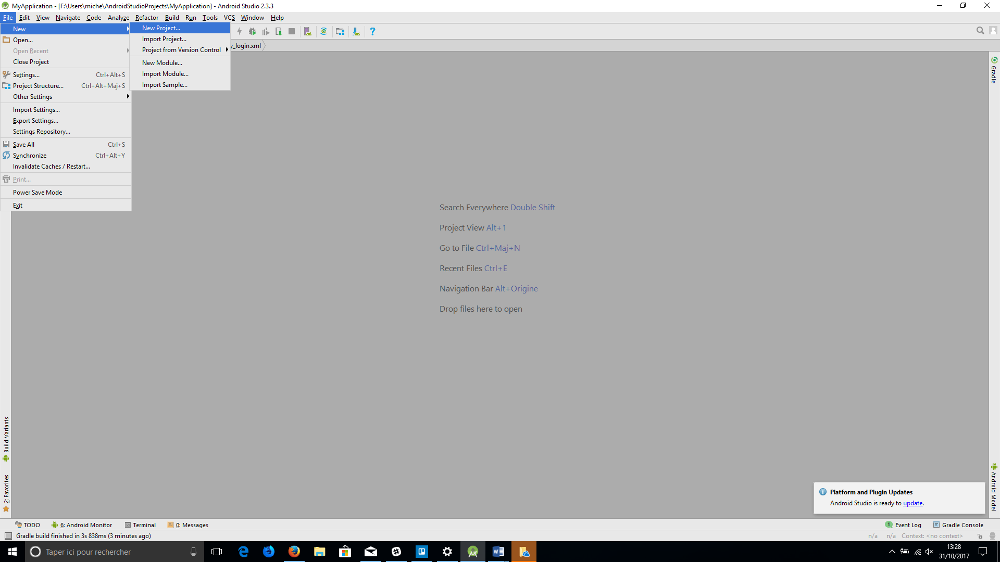 MyApplication - [F:\Users\miche\AndroidStudioProjects\MyApplication] - Android Studio 2.3.3
File Edit View Navigate Code Analyze Refactor Build Run Tools VCS Window Help
New
Open...
Open Recent
Close Project
Settings... Ctrl+Alt+S
Project Structure... Ctrl+Alt+Maj+S
Other Settings
Import Settings...
Export Settings...
Settings Repository...
Save All Ctrl+S
Synchronize Ctrl+Alt+Y
Invalidate Caches / Restart...
Print...
Power Save Mode
Exit
New Project...
Import Project...
Project from Version Control
New Module...
Import Module...
Import Sample...
y_login.xml
Gradle
Search Everywhere Double Shift
Project View Alt+1
Go to File Ctrl+Maj+N
Recent Files Ctrl+E
Navigation Bar Alt+Origine
Drop files here to open
Build Variants
2: Favorites
Android Model
Platform and Plugin Updates
Android Studio is ready to update.
TODO 6: Android Monitor Terminal 0: Messages 1 Event Log Gradle Console
Gradle build finished in 3s 838ms (3 minutes ago) n/a n/a Context: <no context>
Taper ici pour rechercher
13:28
31/10/2017